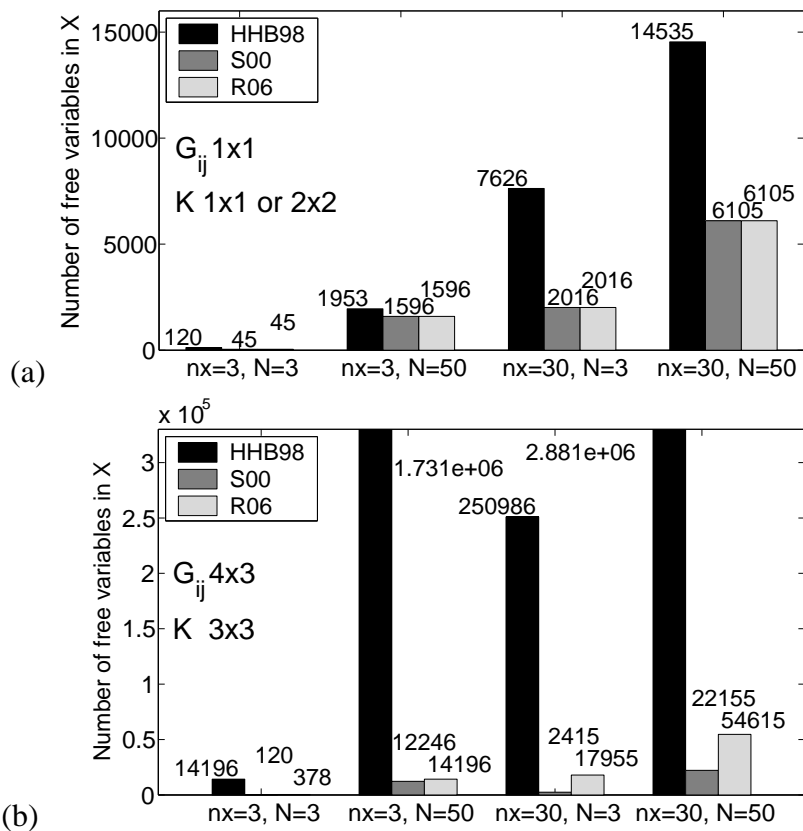 Number of free variables in X
15000
10000
5000
0
HHB98
S00
R06
G_ij 1x1
K 1x1 or 2x2
120
45
45
1953
1596
1596
7626
2016
2016
14535
6105
6105
nx=3, N=3
nx=3, N=50
nx=30, N=3
nx=30, N=50
(a)
x 10^5
Number of free variables in X
3
2.5
2
1.5
1
0.5
0
HHB98
S00
R06
G_ij 4x3
K 3x3
1.731e+06
2.881e+06
250986
14196
120
378
12246
14196
2415
17955
22155
54615
nx=3, N=3
nx=3, N=50
nx=30, N=3
nx=30, N=50
(b)